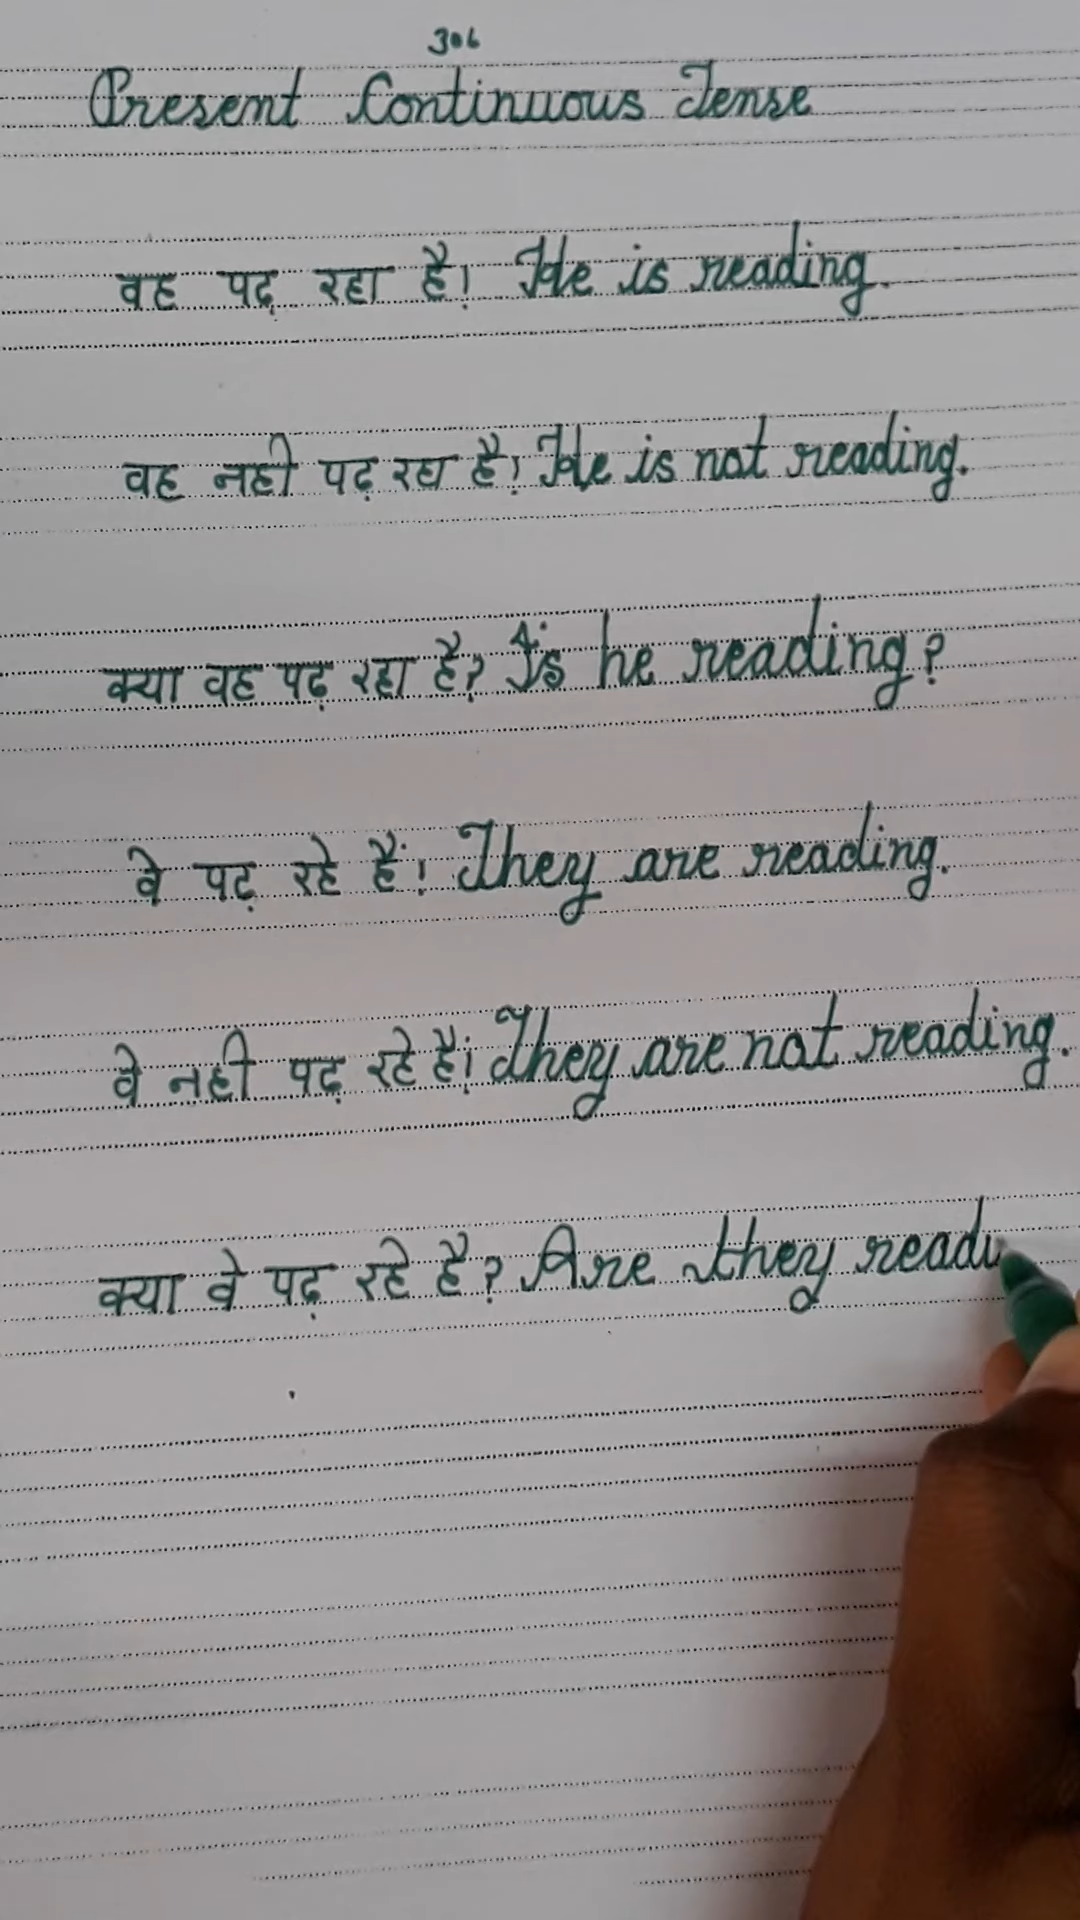 306
Present Continuous Tense
वह पढ़ रहा है। He is reading.
वह नही पढ़ रहा है। He is not reading.
क्या वह पढ़ रहा है? Is he reading?
वे पढ़ रहे हैं। They are reading.
वे नही पढ़ रहे हैं। They are not reading.
क्या वे पढ़ रहे है? Are they readi